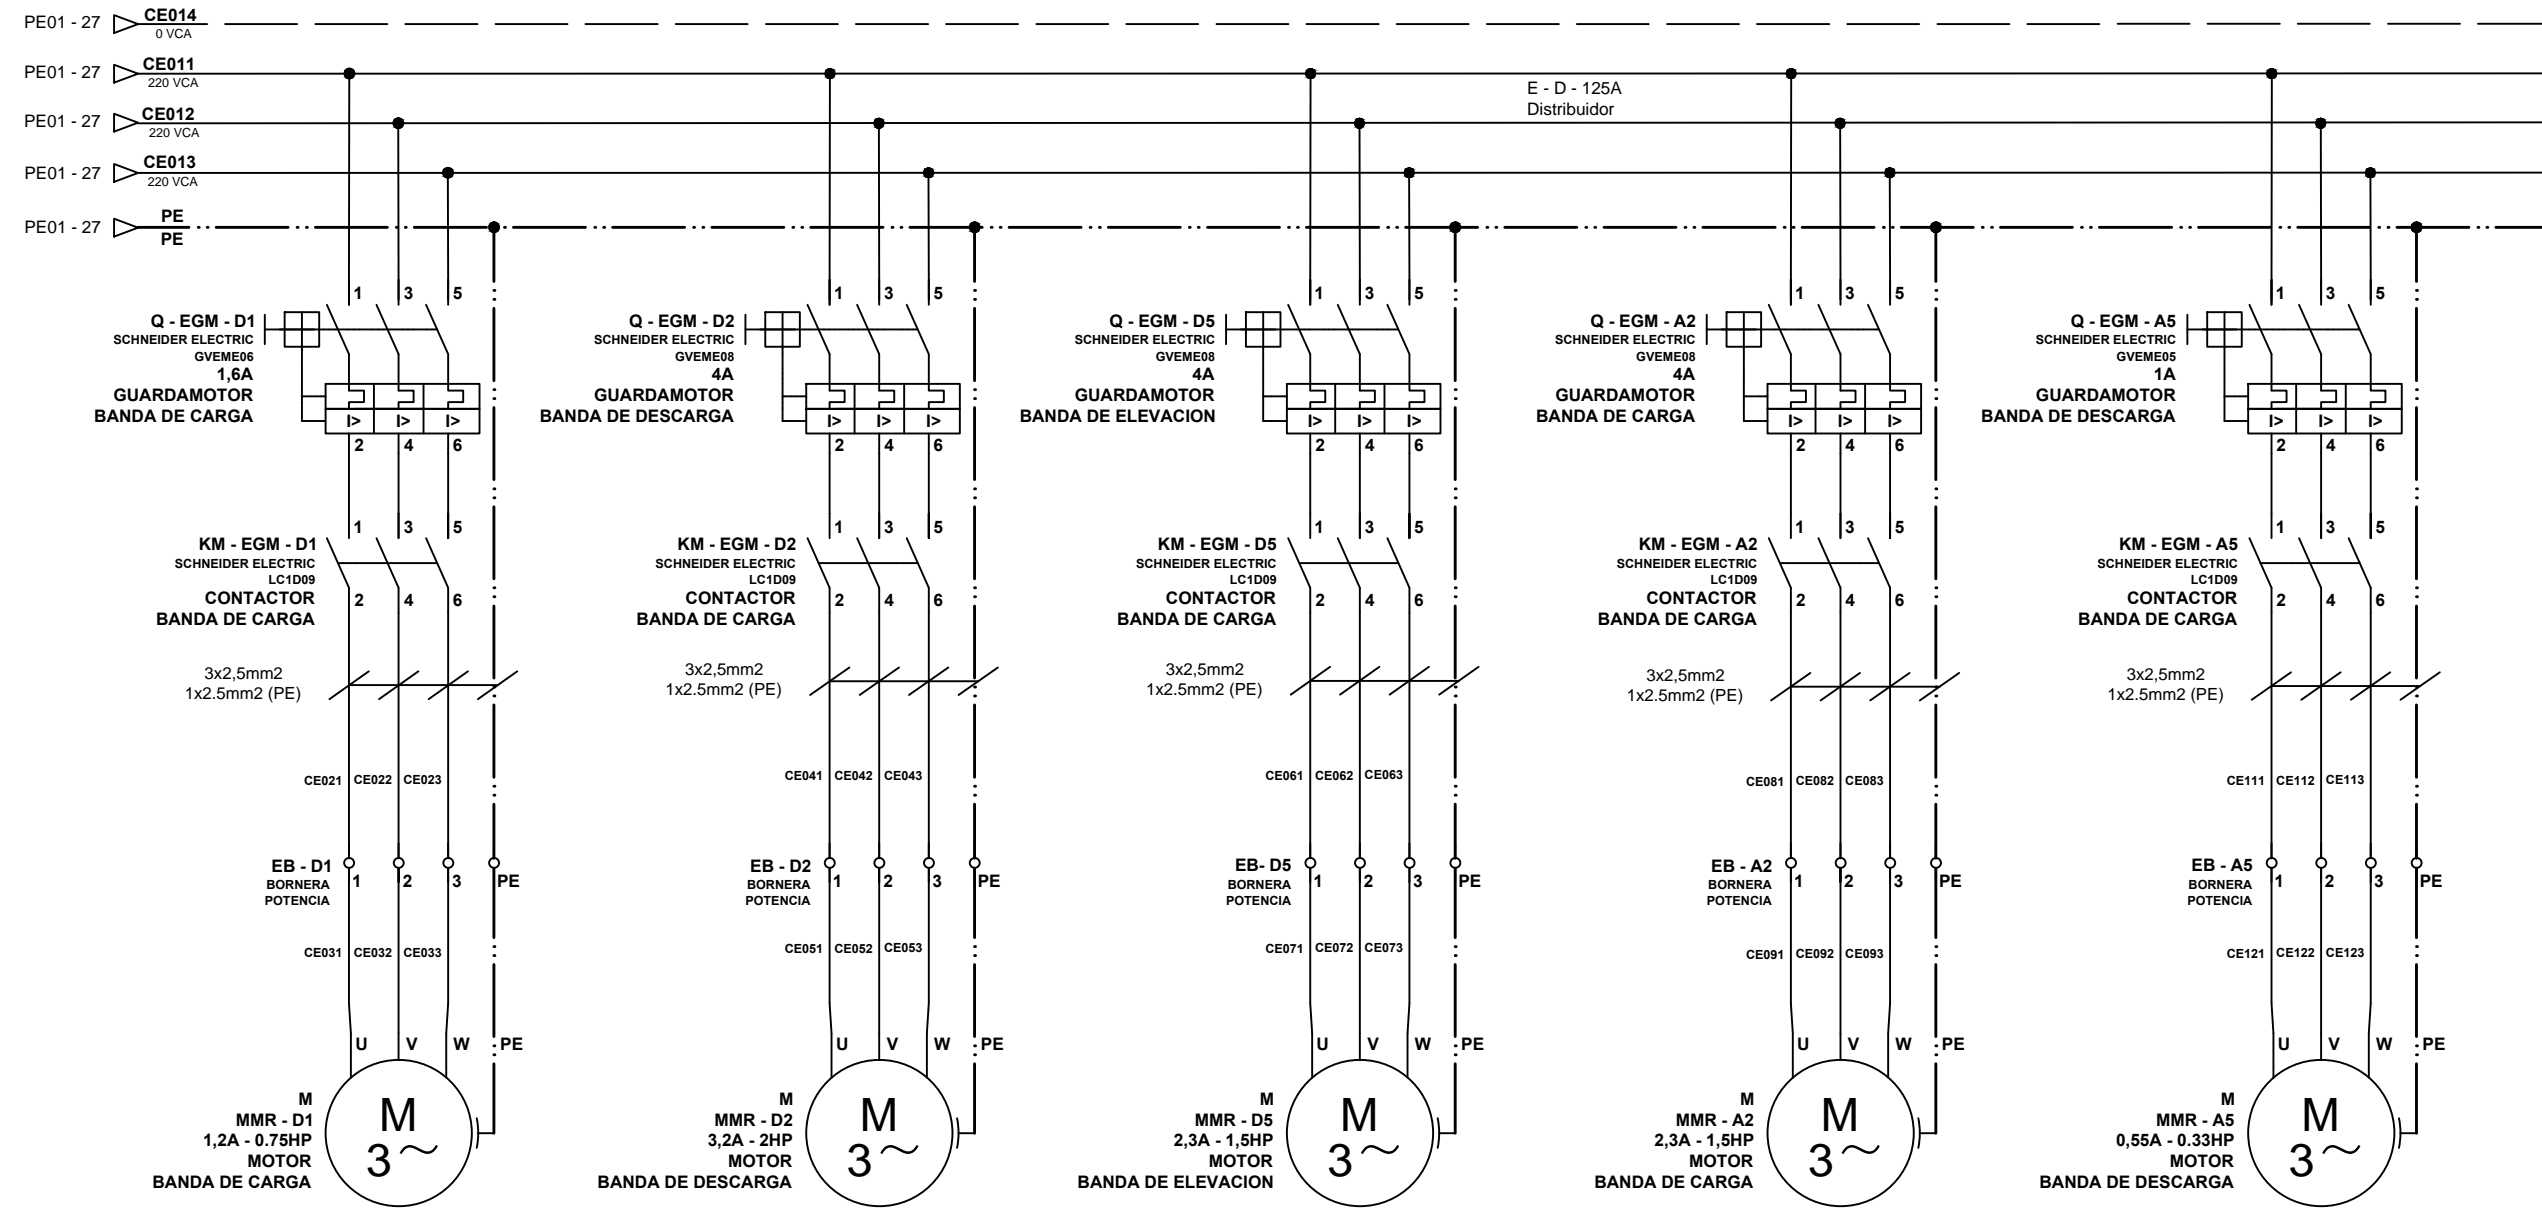 PE01 - 27 CE014
0 VCA
PE01 - 27 CE011
220 VCA
E - D - 125A
Distribuidor
PE01 - 27 CE012
220 VCA
PE01 - 27 CE013
220 VCA
PE01 - 27 PE
PE
1 3 5
Q - EGM - D1
SCHNEIDER ELECTRIC
GVEME06
1,6A
GUARDAMOTOR
BANDA DE CARGA
I> I> I>
2 4 6
1 3 5
KM - EGM - D1
SCHNEIDER ELECTRIC
LC1D09
CONTACTOR
BANDA DE CARGA
2 4 6
3x2,5mm2
1x2.5mm2 (PE)
CE021 CE022 CE023
EB - D1
BORNERA
POTENCIA
1 2 3 PE
CE031 CE032 CE033
U V W PE
M
MMR - D1
1,2A - 0.75HP
MOTOR
BANDA DE CARGA
M
3~
1 3 5
Q - EGM - D2
SCHNEIDER ELECTRIC
GVEME08
4A
GUARDAMOTOR
BANDA DE DESCARGA
I> I> I>
2 4 6
1 3 5
KM - EGM - D2
SCHNEIDER ELECTRIC
LC1D09
CONTACTOR
BANDA DE CARGA
2 4 6
3x2,5mm2
1x2.5mm2 (PE)
CE041 CE042 CE043
EB - D2
BORNERA
POTENCIA
1 2 3 PE
CE051 CE052 CE053
U V W PE
M
MMR - D2
3,2A - 2HP
MOTOR
BANDA DE DESCARGA
M
3~
1 3 5
Q - EGM - D5
SCHNEIDER ELECTRIC
GVEME08
4A
GUARDAMOTOR
BANDA DE ELEVACION
I> I> I>
2 4 6
1 3 5
KM - EGM - D5
SCHNEIDER ELECTRIC
LC1D09
CONTACTOR
BANDA DE CARGA
2 4 6
3x2,5mm2
1x2.5mm2 (PE)
CE061 CE062 CE063
EB- D5
BORNERA
POTENCIA
1 2 3 PE
CE071 CE072 CE073
U V W PE
M
MMR - D5
2,3A - 1,5HP
MOTOR
BANDA DE ELEVACION
M
3~
1 3 5
Q - EGM - A2
SCHNEIDER ELECTRIC
GVEME08
4A
GUARDAMOTOR
BANDA DE CARGA
I> I> I>
2 4 6
1 3 5
KM - EGM - A2
SCHNEIDER ELECTRIC
LC1D09
CONTACTOR
BANDA DE CARGA
2 4 6
3x2,5mm2
1x2.5mm2 (PE)
CE081 CE082 CE083
EB - A2
BORNERA
POTENCIA
1 2 3 PE
CE091 CE092 CE093
U V W PE
M
MMR - A2
2,3A - 1,5HP
MOTOR
BANDA DE CARGA
M
3~
1 3 5
Q - EGM - A5
SCHNEIDER ELECTRIC
GVEME05
1A
GUARDAMOTOR
BANDA DE DESCARGA
I> I> I>
2 4 6
1 3 5
KM - EGM - A5
SCHNEIDER ELECTRIC
LC1D09
CONTACTOR
BANDA DE CARGA
2 4 6
3x2,5mm2
1x2.5mm2 (PE)
CE111 CE112 CE113
EB - A5
BORNERA
POTENCIA
1 2 3 PE
CE121 CE122 CE123
U V W PE
M
MMR - A5
0,55A - 0.33HP
MOTOR
BANDA DE DESCARGA
M
3~